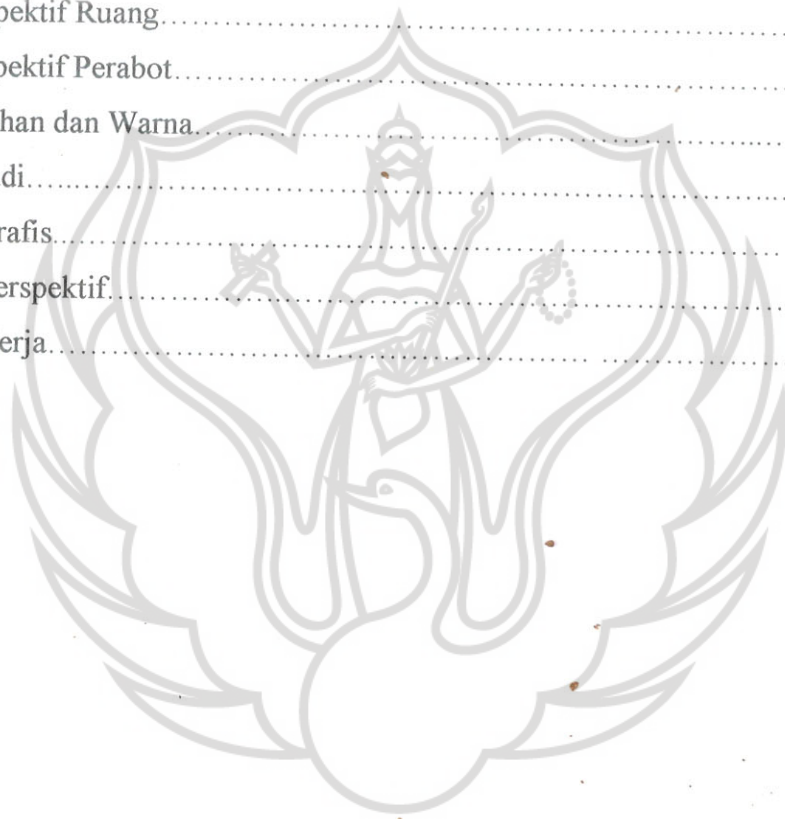 pektif Ruang
pektif Perabot
han dan Warna
di
rafis
erspektif
erja